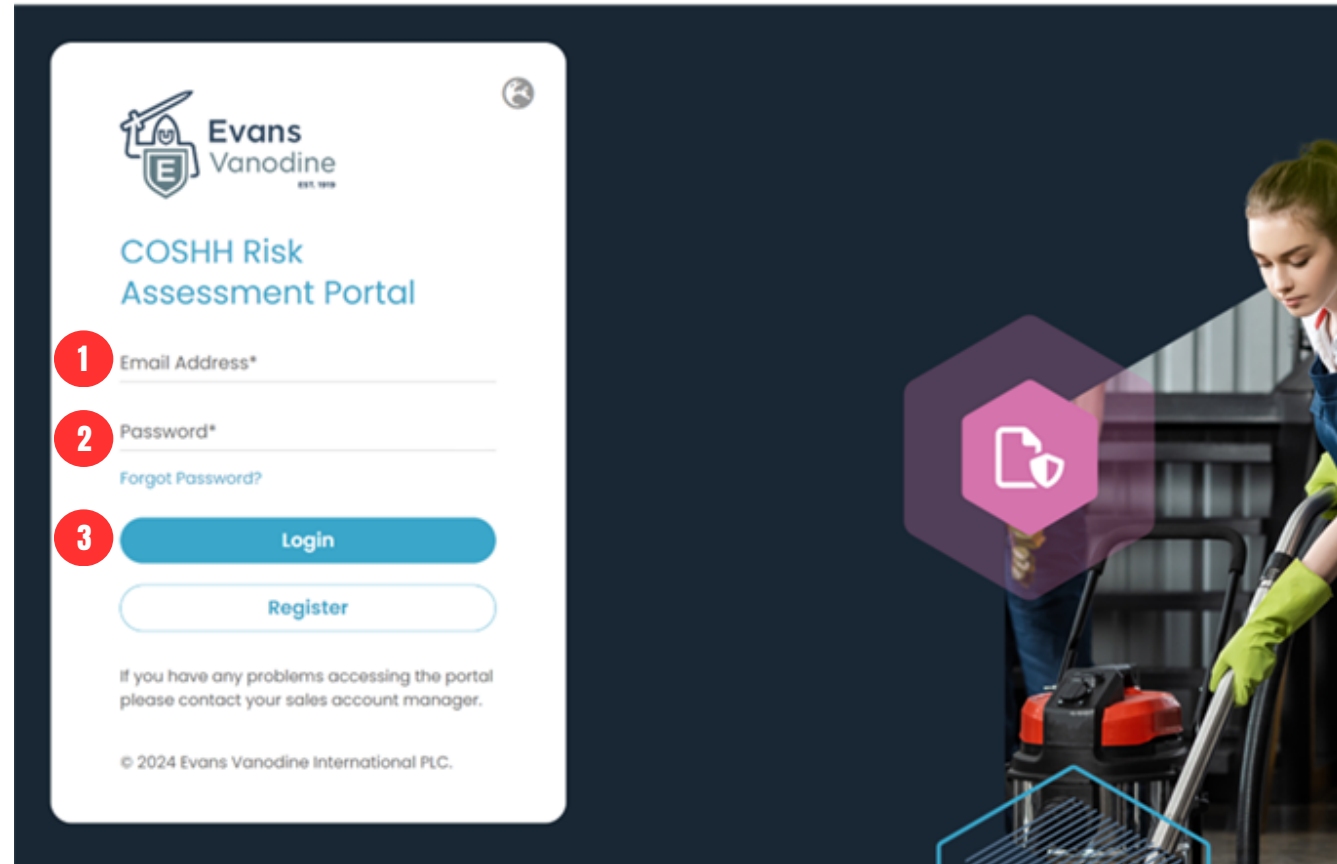 E
Evans
Vanodine
EST. 1919
COSHH Risk
Assessment Portal
1
Email Address*
2
Password*
Forgot Password?
3
Login
Register
If you have any problems accessing the portal
please contact your sales account manager.
© 2024 Evans Vanodine International PLC.